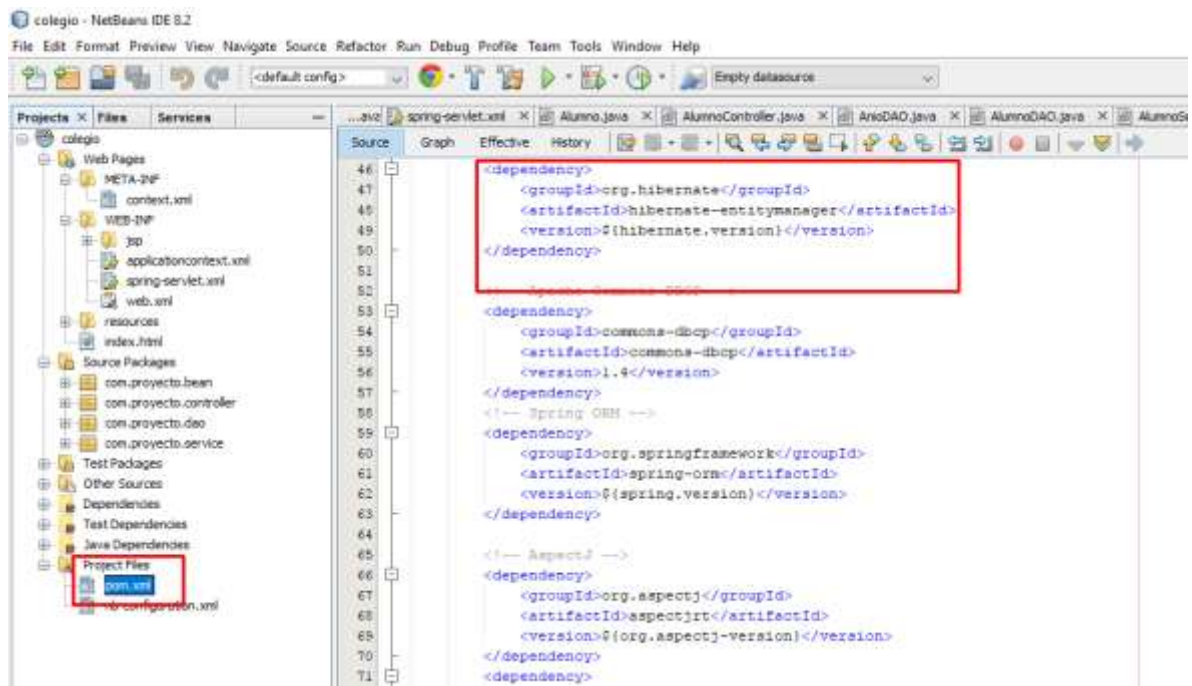 colegio - NetBeans IDE 8.2
File Edit Format Preview View Navigate Source Refactor Run Debug Profile Team Tools Window Help
<default config>
Empty datasource
Projects × Files Services
...ava spring-servlet.xml × Alumno.java × AlumnoController.java × AnioDAO.java × AlumnoDAO.java × AlumnoSe
Source Graph Effective History
colegio
Web Pages
META-INF
context.xml
WEB-INF
jsp
applicationcontext.xml
spring-servlet.xml
web.xml
resources
index.html
Source Packages
com.proyecto.bean
com.proyecto.controller
com.proyecto.dao
com.proyecto.service
Test Packages
Other Sources
Dependencies
Test Dependencies
Java Dependencies
Project Files
pom.xml
nb-configuration.xml
46 <dependency>
47 <groupId>org.hibernate</groupId>
48 <artifactId>hibernate-entitymanager</artifactId>
49 <version>${hibernate.version}</version>
50 </dependency>
51
52 <!-- Apache Commons DBCP -->
53 <dependency>
54 <groupId>commons-dbcp</groupId>
55 <artifactId>commons-dbcp</artifactId>
56 <version>1.4</version>
57 </dependency>
58 <!-- Spring ORM -->
59 <dependency>
60 <groupId>org.springframework</groupId>
61 <artifactId>spring-orm</artifactId>
62 <version>${spring.version}</version>
63 </dependency>
64
65 <!-- AspectJ -->
66 <dependency>
67 <groupId>org.aspectj</groupId>
68 <artifactId>aspectjrt</artifactId>
69 <version>${org.aspectj-version}</version>
70 </dependency>
71 <dependency>